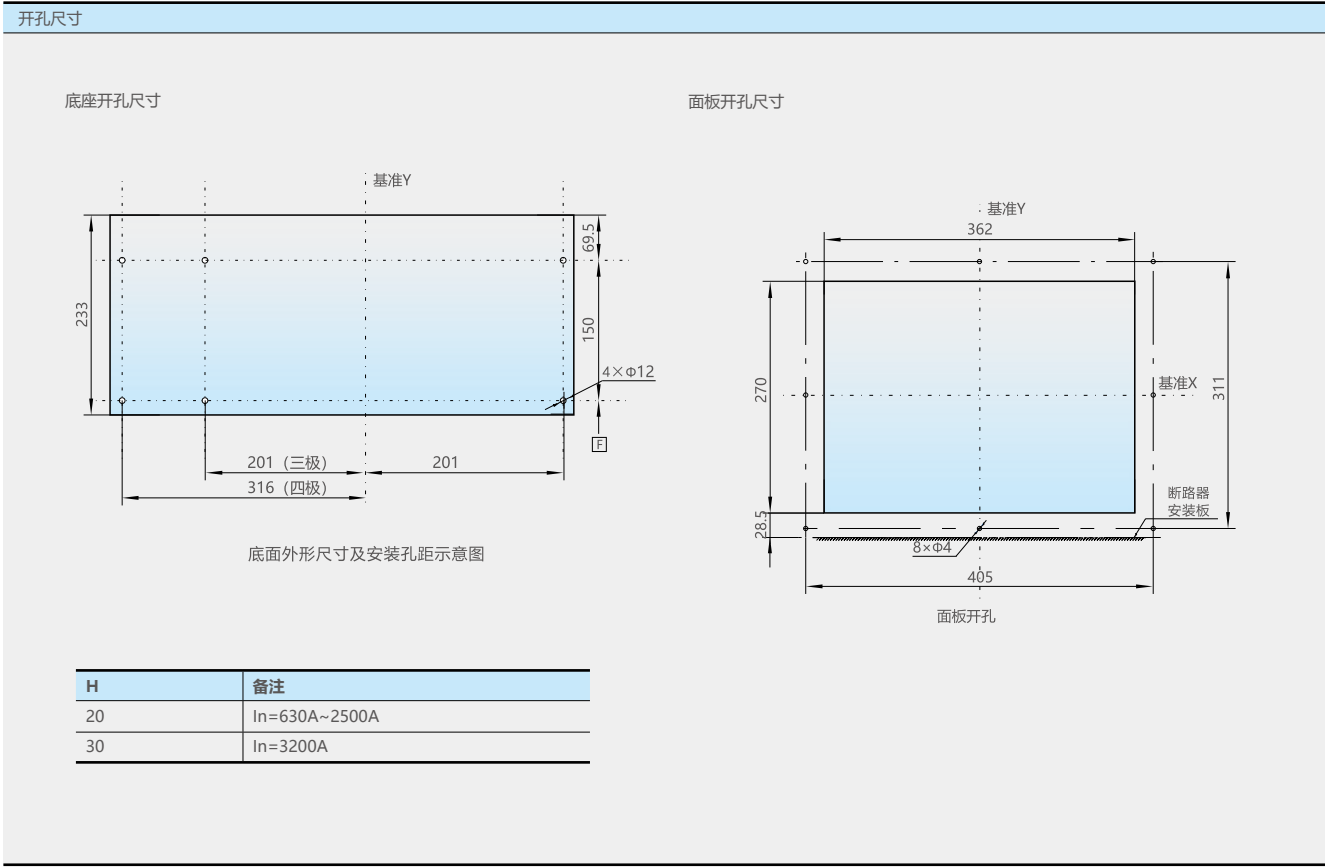 开孔尺寸
底座开孔尺寸
基准Y
69.5
233
150
4×Φ12
F
201 (三极)
201
316 (四极)
底面外形尺寸及安装孔距示意图
面板开孔尺寸
基准Y
362
270
基准X
311
断路器
安装板
28.5
8×Φ4
405
面板开孔
H 备注
20 In=630A~2500A
30 In=3200A